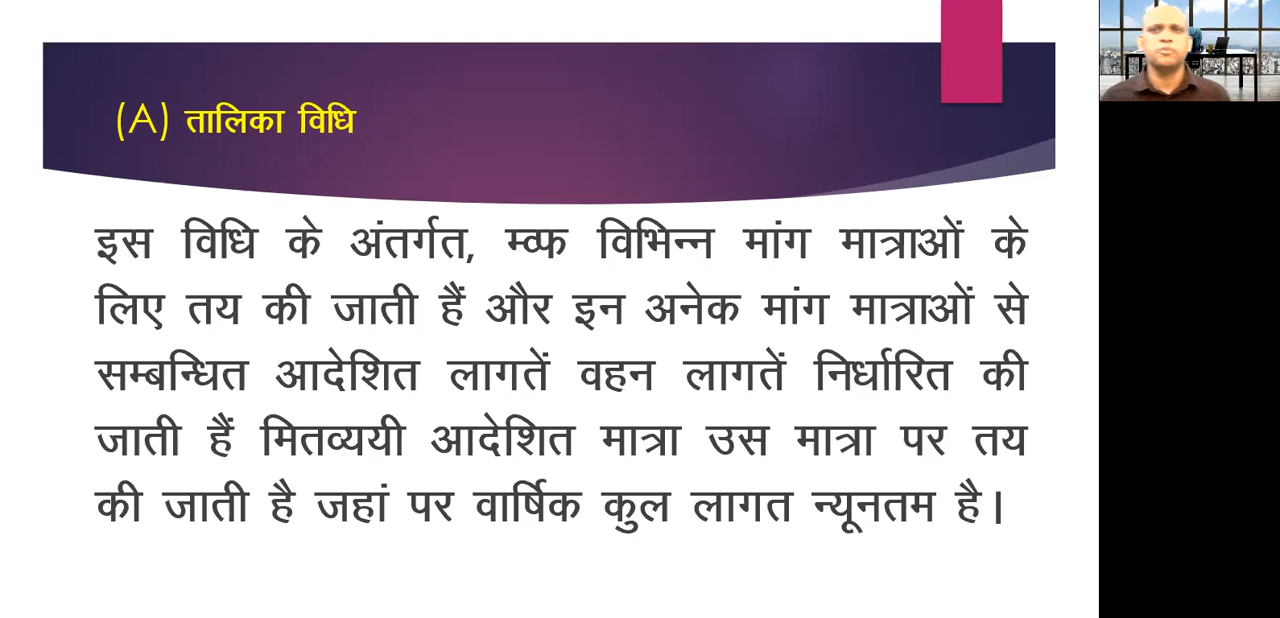 (A) तालिका विधि
इस विधि के अंतर्गत, म्व्फ विभिन्न मांग मात्राओं के
लिए तय की जाती हैं और इन अनेक मांग मात्राओं से
सम्बन्धित आदेशित लागतें वहन लागतें निर्धारित की
जाती हैं मितव्ययी आदेशित मात्रा उस मात्रा पर तय
की जाती है जहां पर वार्षिक कुल लागत न्यूनतम है।